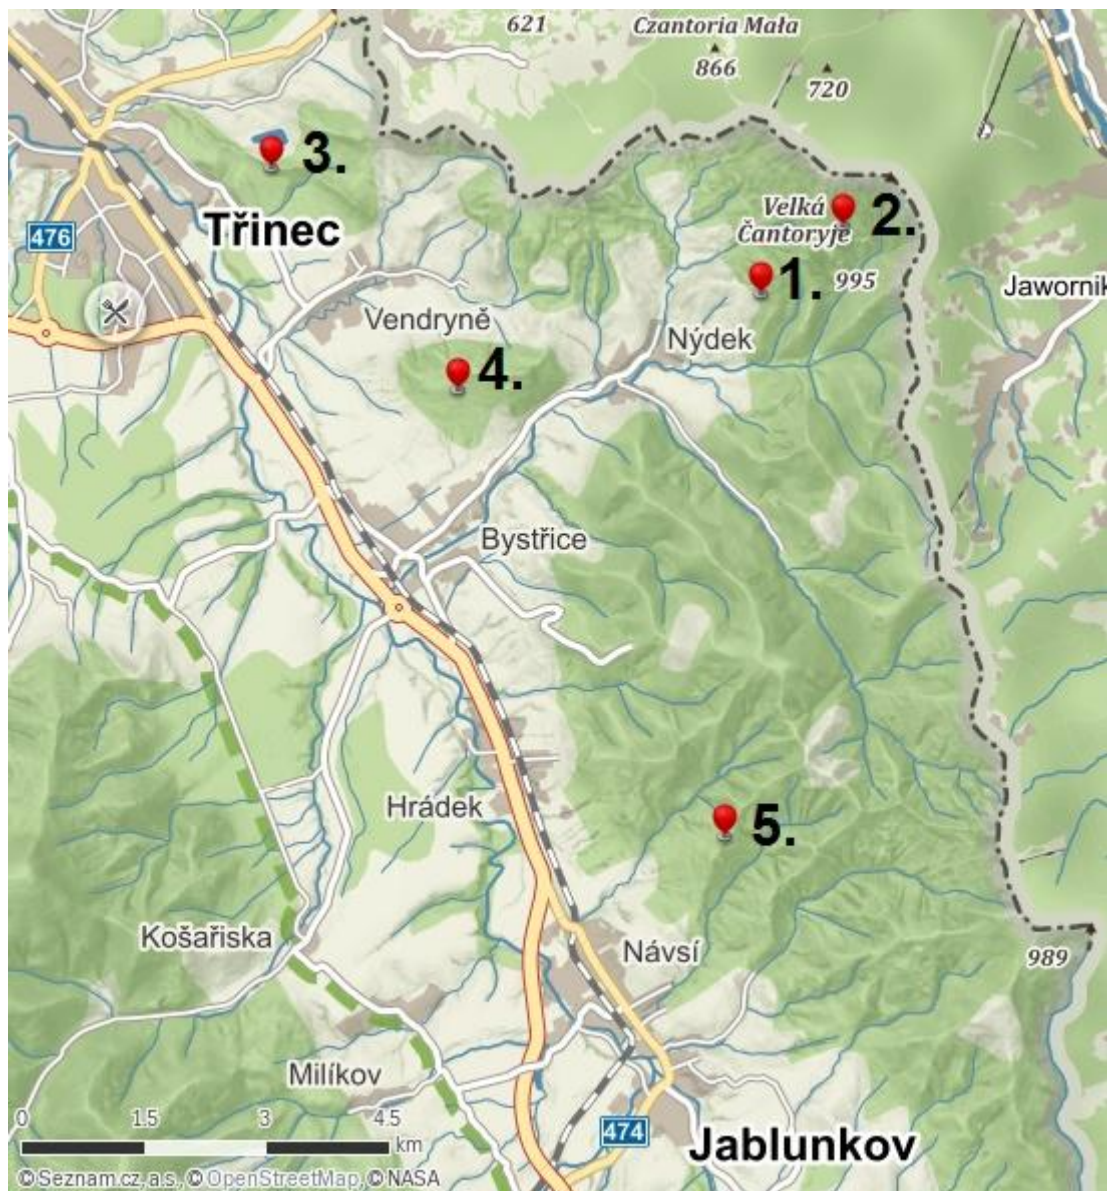 621
Czantoria Mała
866
720
3.
Třinec
476
Velká
Čantoryje
2.
1.
995
Jawornik
Vendryně
Nýdek
4.
Bystřice
Hrádek
5.
Košařiska
Návsí
989
Milíkov
0 1.5 3 4.5
km
474
Jablunkov
© Seznam.cz, a.s., © OpenStreetMap, © NASA